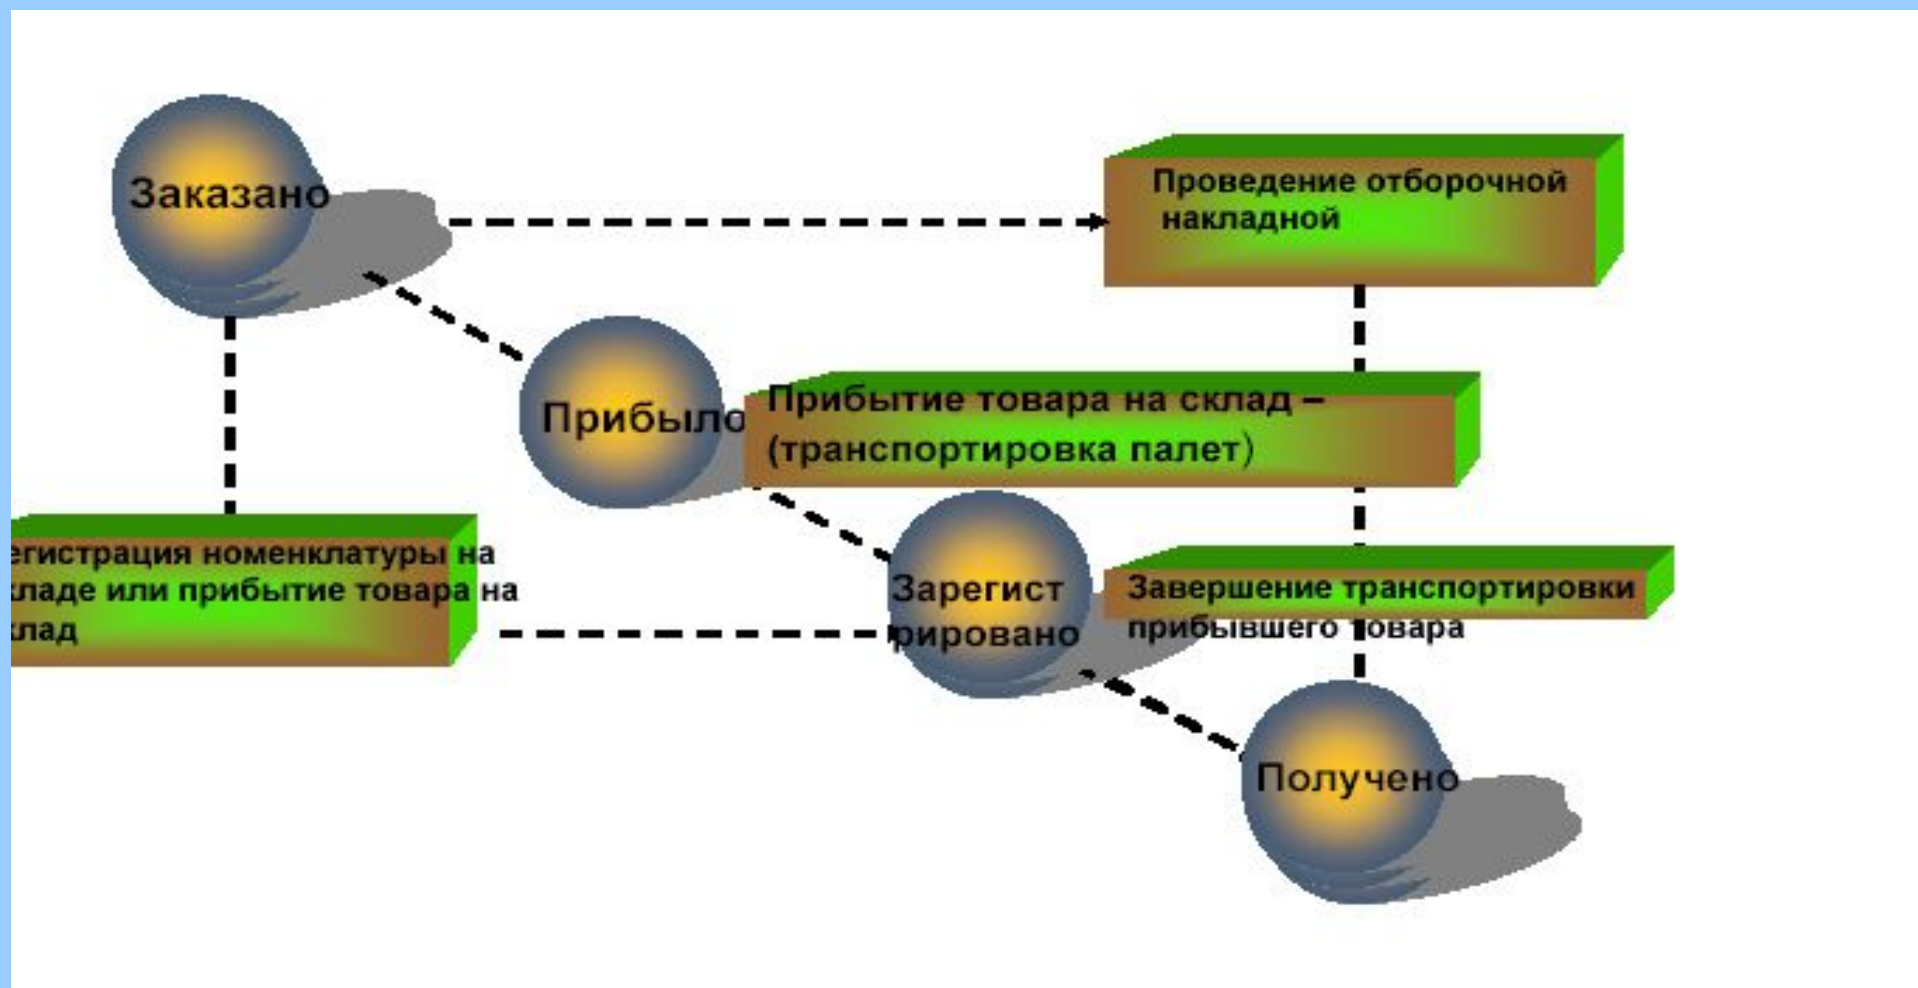 Заказано
Проведение отборочной
накладной
Прибыло
Прибытие товара на склад –
(транспортировка палет)
егистрация номенклатуры на
кладе или прибытие товара на
клад
Зарегист
рировано
Завершение транспортировки
прибывшего товара
Получено